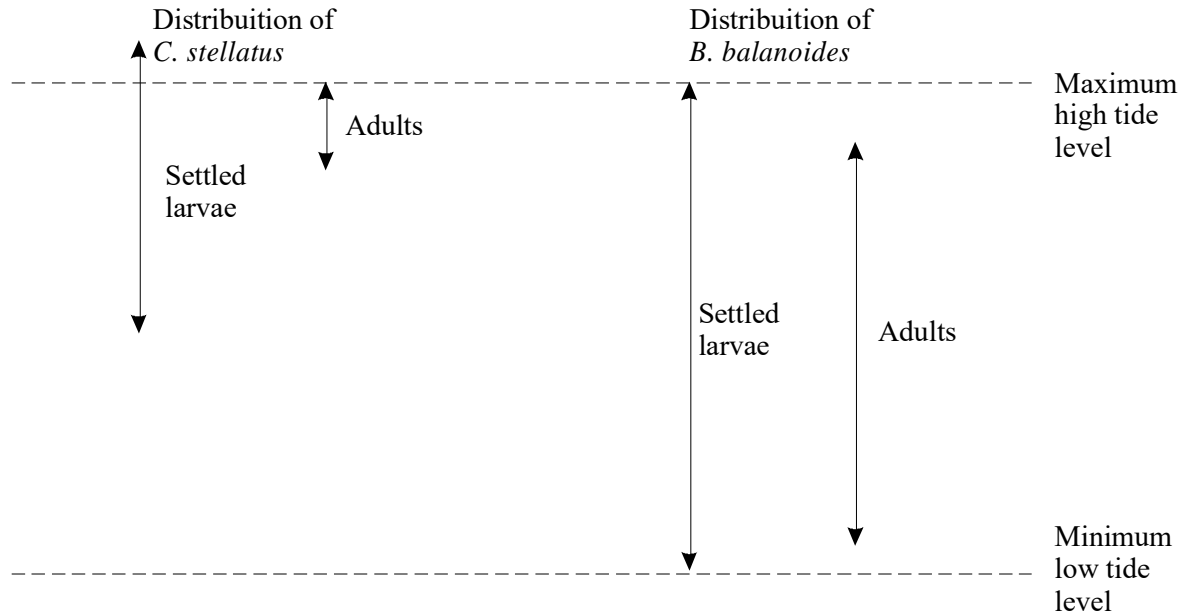 Distribuition of
C. stellatus
Distribution of
B. balanoides
Maximum
high tide
level
Adults
Settled
larvae
Settled
larvae
Adults
Minimum
low tide
level